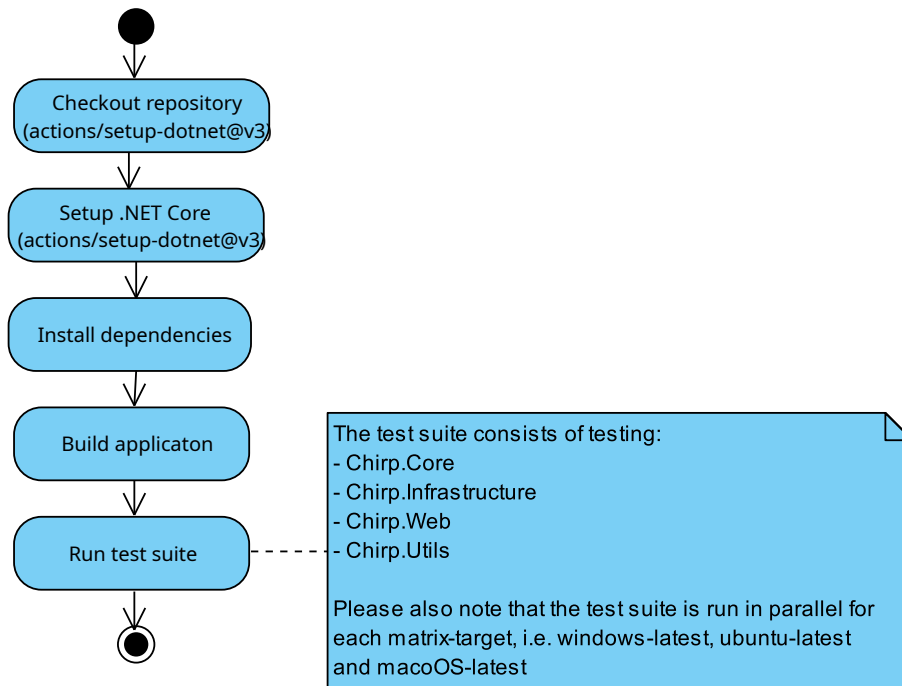 Checkout repository
(actions/setup-dotnet@v3)
Setup .NET Core
(actions/setup-dotnet@v3)
Install dependencies
Build applicaton
Run test suite
The test suite consists of testing:
- Chirp.Core
- Chirp.Infrastructure
- Chirp.Web
- Chirp.Utils
Please also note that the test suite is run in parallel for
each matrix-target, i.e. windows-latest, ubuntu-latest
and macoOS-latest